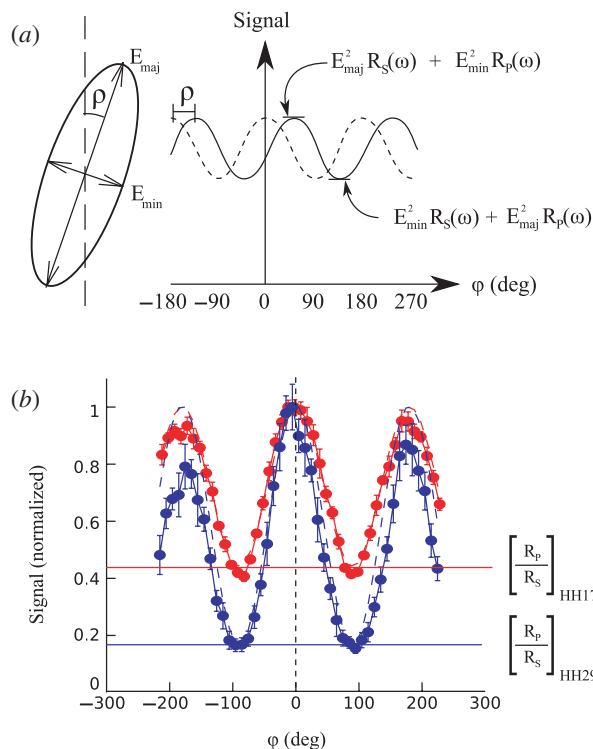 (a)
Signal
E_maj
ρ
ρ
E²_maj R_S(ω) + E²_min R_P(ω)
E_min
E²_min R_S(ω) + E²_maj R_P(ω)
−180 −90 0 90 180 270
φ (deg)
(b)
Signal (normalized)
1
0.8
0.6
0.4
0.2
0
[R_P / R_S] HH17
[R_P / R_S] HH29
−300 −200 −100 0 100 200 300
φ (deg)